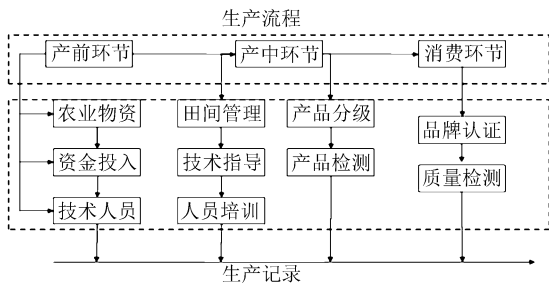 生产流程
产前环节 产中环节 消费环节
农业物资 田间管理 产品分级 品牌认证
资金投入 技术指导 产品检测 质量检测
技术人员 人员培训
生产记录